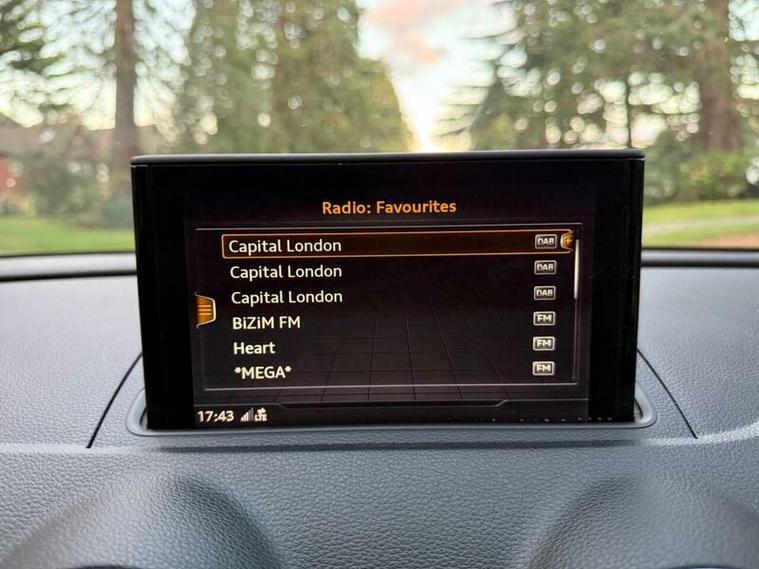 Radio: Favourites
Capital London DAB
Capital London DAB
Capital London DAB
BiZiM FM FM
Heart FM
*MEGA* FM
17:43 LTE